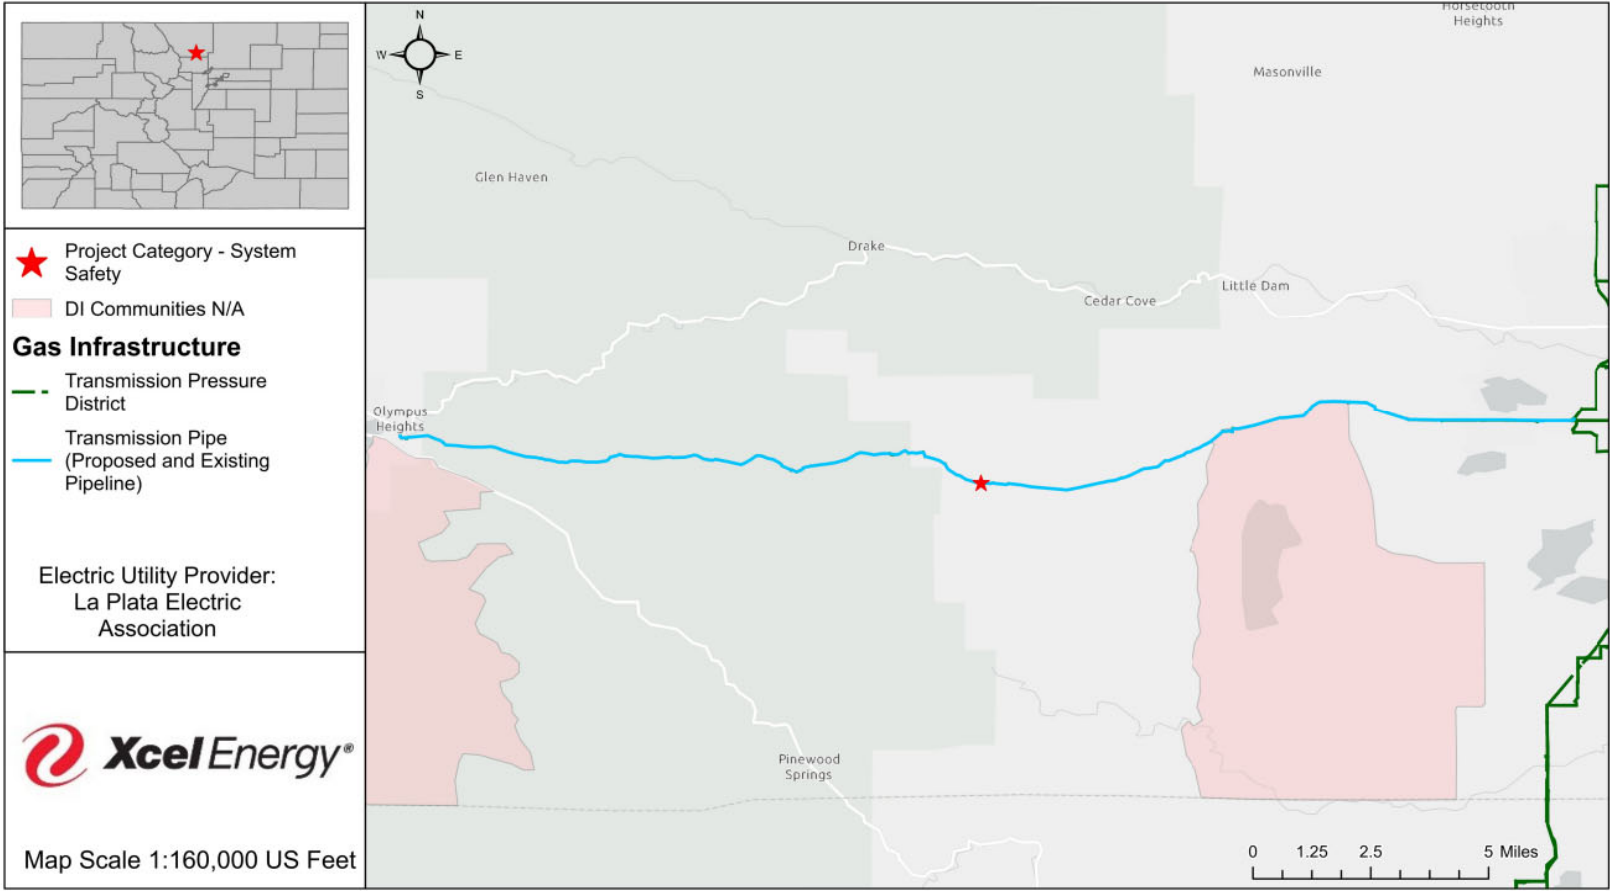 Project Category - System
Safety
DI Communities N/A
Gas Infrastructure
Transmission Pressure
District
Transmission Pipe
(Proposed and Existing
Pipeline)
Electric Utility Provider:
La Plata Electric
Association
Xcel Energy®
Map Scale 1:160,000 US Feet
N
W
E
S
Horsetooth
Heights
Masonville
Glen Haven
Drake
Little Dam
Cedar Cove
Olympus
Heights
Pinewood
Springs
0 1.25 2.5 5 Miles